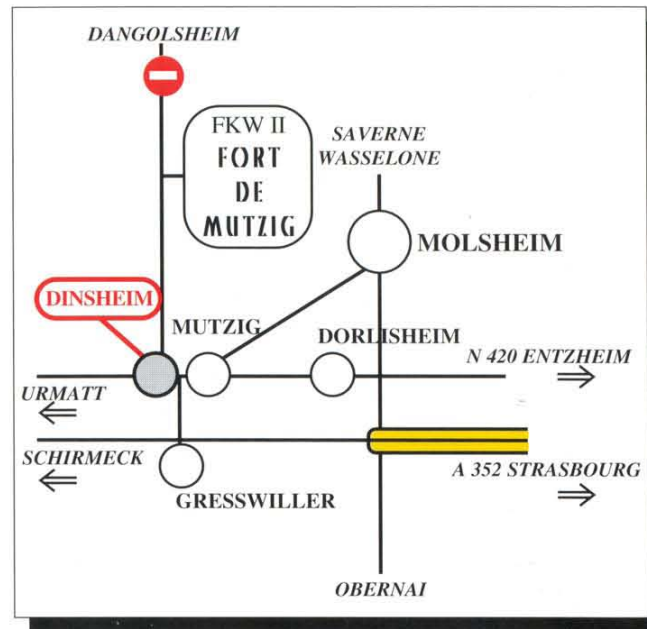 DANGOLSHEIM
FKW II
FORT
DE
MUTZIG
SAVERNE
WASSELONE
MOLSHEIM
DINSHEIM
MUTZIG
DORLISHEIM
N 420 ENTZHEIM
URMATT
SCHIRMECK
A 352 STRASBOURG
GRESSWILLER
OBERNAI